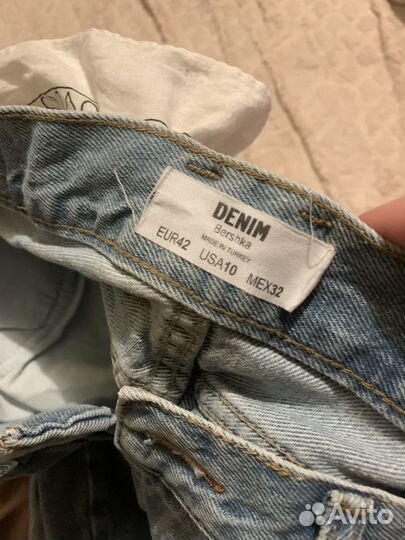 DENIM
Bershka
MADE IN TURKEY
EUR42 USA10 MEX32
Avito